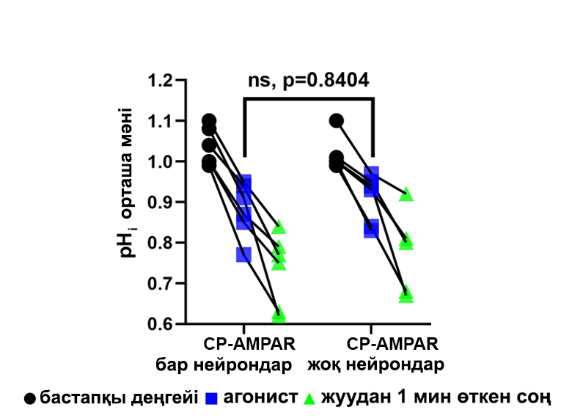 ns, p=0.8404
pHi орташа мәні
1.2
1.1
1.0
0.9
0.8
0.7
0.6
CP-AMPAR CP-AMPAR
бар нейрондар жоқ нейрондар
бастапқы деңгейі агонист жуудан 1 мин өткен соң